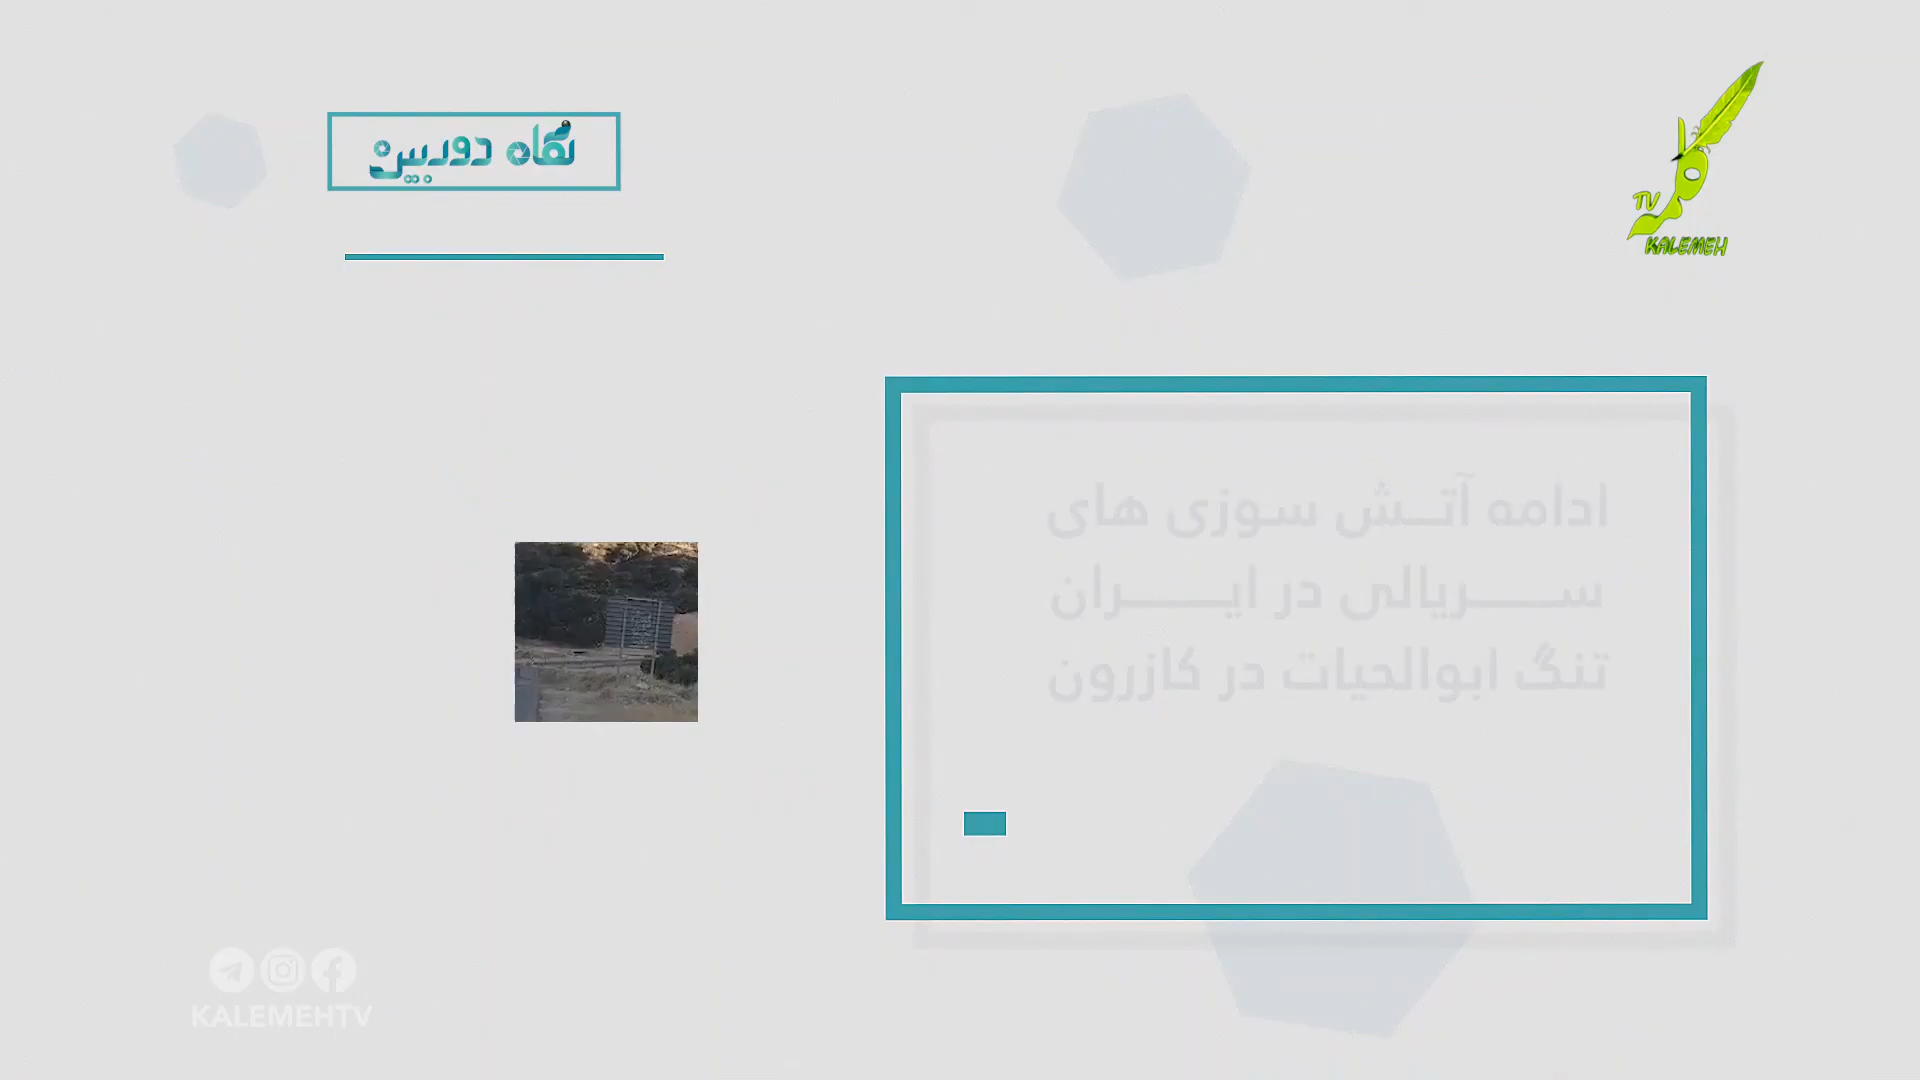 نگاه دوربین
TV
KALEMEH
ادامه آتش سوزی های
سریالی در ایران
تنگ ابوالحیات در کازرون
KALEMEHTV